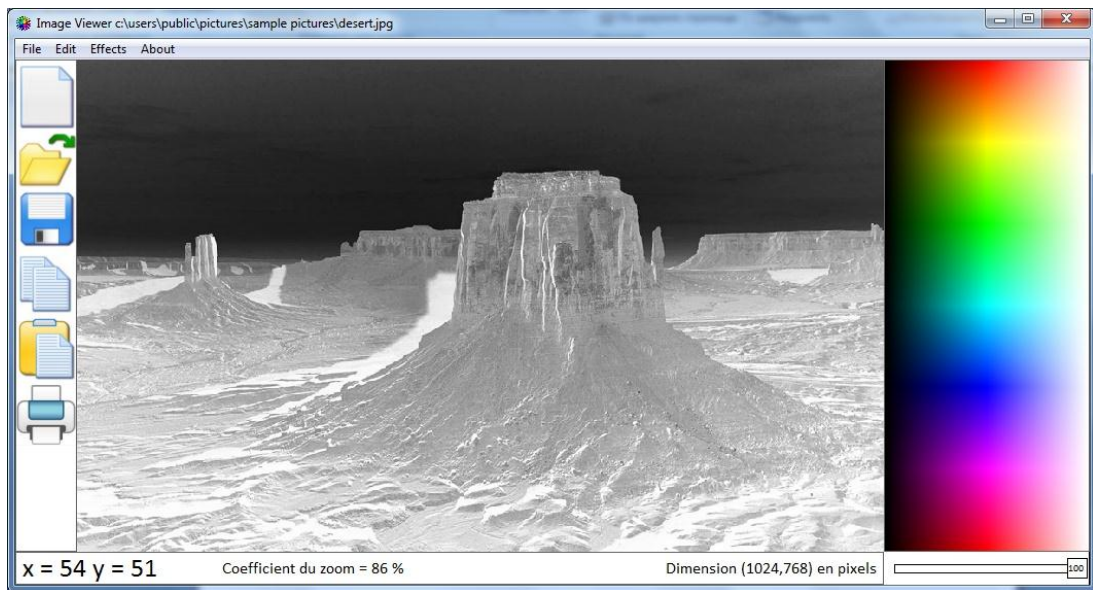 Image Viewer c:\users\public\pictures\sample pictures\desert.jpg
File Edit Effects About
x = 54 y = 51 Coefficient du zoom = 86 % Dimension (1024,768) en pixels 100